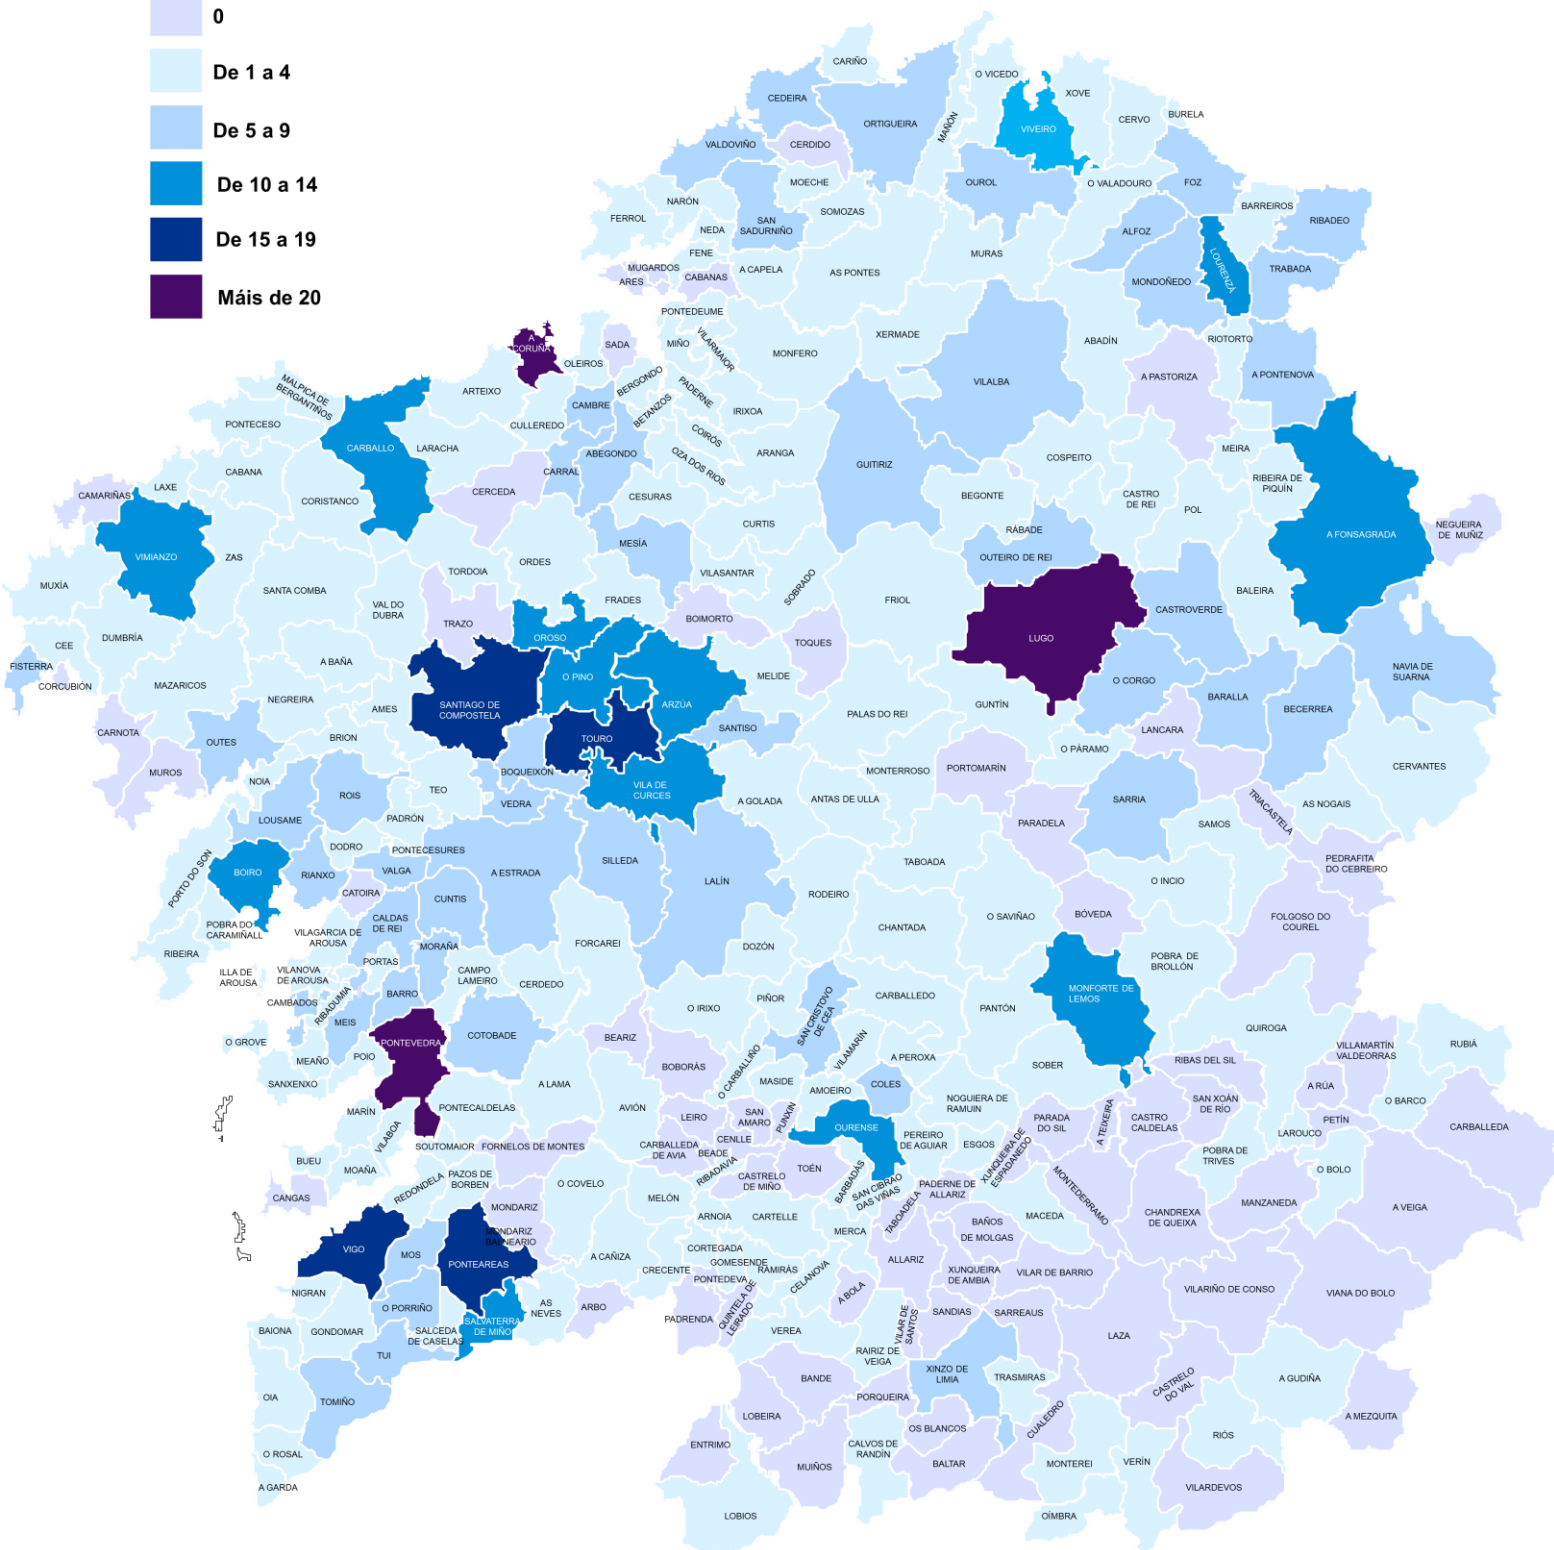 0
De 1 a 4
De 5 a 9
De 10 a 14
De 15 a 19
Máis de 20
CARIÑO
O VICEDO
CEDEIRA
ORTIGUEIRA
MAÑÓN
XOVE
CERVO
BURELA
VIVEIRO
VALDOVIÑO
CERDIDO
MOECHE
OUROL
O VALADOURO
FOZ
NARÓN
FERROL
SAN
SADURNIÑO
SOMOZAS
BARREIROS
RIBADEO
NEDA
ALFOZ
FENE
MUGARDOS
ARES
CABANAS
A CAPELA
AS PONTES
MURAS
MONDOÑEDO
LOURENZÁ
TRABADA
PONTEDEUME
A
CORUÑA
OLEIROS
SADA
MIÑO
VILARMAIOR
MONFERO
XERMADE
ABADÍN
RIOTORTO
A PASTORIZA
A PONTENOVA
VILALBA
MALPICA DE
BERGANTIÑOS
ARTEIXO
BERGONDO
PADERNE
CAMBRE
BETANZOS
IRIXOA
PONTECESO
CULLEREDO
COIRÓS
CARBALLO
LARACHA
CARRAL
ABEGONDO
OZA DOS RIOS
ARANGA
GUITIRIZ
COSPEITO
MEIRA
CABANA
LAXE
CAMARIÑAS
CORISTANCO
CERCEDA
CESURAS
BEGONTE
CASTRO
DE REI
POL
RIBEIRA DE
PIQUÍN
CURTIS
RÁBADE
A FONSAGRADA
NEGUEIRA
DE MUÑIZ
VIMIANZO
ZAS
MESÍA
OUTEIRO DE REI
MUXÍA
SANTA COMBA
TORDOIA
ORDES
VILASANTAR
SOBRADO
VAL DO
DUBRA
FRADES
FRIOL
BALEIRA
CASTROVERDE
TRAZO
BOIMORTO
TOQUES
LUGO
CEE
DUMBRÍA
OROSO
FISTERRA
CORCUBIÓN
A BAÑA
O PINO
MELIDE
NAVIA DE
SUARNA
MAZARICOS
NEGREIRA
AMES
SANTIAGO DE
COMPOSTELA
ARZÚA
O CORGO
BARALLA
BECERREA
GUNTÍN
PALAS DO REI
CARNOTA
OUTES
BRION
TOURO
SANTISO
LANCARA
O PÁRAMO
MUROS
NOIA
BOQUEIXÓN
MONTERROSO
PORTOMARÍN
CERVANTES
ROIS
TEO
VEDRA
VILA DE
CURCES
A GOLADA
ANTAS DE ULLA
SARRIA
TRIACASTELA
AS NOGAIS
LOUSAME
PADRÓN
PARADELA
SAMOS
DODRO
PONTECESURES
TABOADA
PEDRAFITA
DO CEBREIRO
PORTO DO SON
BOIRO
RIANXO
VALGA
A ESTRADA
SILLEDA
LALÍN
O INCIO
CATOIRA
CUNTIS
RODEIRO
BÓVEDA
FOLGOSO DO
COUREL
O SAVIÑAO
POBRA DO
CARAMIÑALL
VILAGARCIA DE
AROUSA
CALDAS
DE REI
CHANTADA
RIBEIRA
MORAÑA
FORCAREI
DOZÓN
PORTAS
POBRA DE
BROLLÓN
ILLA DE
AROUSA
VILANOVA
DE AROUSA
CAMPO
LAMEIRO
CERDEDO
CAMBADOS
RIBADUMIA
BARRO
O IRIXO
PIÑOR
SAN CRISTOVO
DE CEA
CARBALLEDO
PANTÓN
MONFORTE DE
LEMOS
MEIS
O GROVE
PONTEVEDRA
COTOBADE
BEARIZ
QUIROGA
VILLAMARTÍN
VALDEORRAS
RUBIÁ
MEAÑO
POIO
BOBORÁS
O CARBALLIÑO
VILAMARÍN
A PEROXA
SOBER
RIBAS DEL SIL
SANXENXO
A LAMA
MASIDE
AMOEIRO
COLES
A RÚA
O BARCO
MARÍN
PONTECALDELAS
AVIÓN
LEIRO
SAN
AMARO
PUNXIN
NOGUEIRA DE
RAMUIN
PARADA
DO SIL
A TEIXEIRA
CASTRO
CALDELAS
SAN XOÁN
DE RÍO
PETÍN
LAROUCO
CARBALLEDA
VILABOA
SOUTOMAIOR
FORNELOS DE MONTES
CARBALLEDA
DE AVIA
CENLLE
BEADE
OURENSE
PEREIRO
DE AGUIAR
ESGOS
XUNQUEIRA DE
ESPADANEDO
POBRA DE
TRIVES
O BOLO
BUEU
MOAÑA
REDONDELA
PAZOS DE
BORBEN
O COVELO
MELÓN
RIBADAVIA
CASTRELO
DE MIÑO
TOÉN
BARBADÁS
SAN CIBRAO
DAS VIÑAS
PADERNE DE
ALLARIZ
MONTEDERRAMO
CANGAS
MONDARIZ
TABOADELA
MANZANEDA
A VEIGA
MONDARIZ
BALNEARIO
ARNOIA
CARTELLE
MERCA
BAÑOS
DE MOLGAS
MACEDA
CHANDREXA
DE QUEIXA
VIGO
MOS
PONTEAREAS
A CAÑIZA
CORTEGADA
GOMESENDE
RAMIRÁS
CRECENTE
PONTEDEVA
CELANOVA
ALLARIZ
XUNQUEIRA
DE AMBIA
VILAR DE BARRIO
VILARIÑO DE CONSO
VIANA DO BOLO
NIGRAN
O PORRIÑO
AS
NEVES
ARBO
PADRENDA
QUINTELA DE
LEIRADO
A BOLA
SANDIAS
SARREAUS
BAIONA
GONDOMAR
SALCEDA
DE CASELAS
SALVATERRA
DE MIÑO
VEREA
VILAR DE
SANTOS
LAZA
TUI
RAIRIZ DE
VEIGA
XINZO DE
LIMIA
TRASMIRAS
CASTRELO
DO VAL
A GUDIÑA
OIA
TOMIÑO
BANDE
PORQUEIRA
LOBEIRA
CUALEDRO
A MEZQUITA
O ROSAL
ENTRIMO
OS BLANCOS
RIÓS
CALVOS DE
RANDÍN
A GARDA
MUIÑOS
BALTAR
MONTEREI
VERÍN
VILARDEVOS
LOBIOS
OÍMBRA